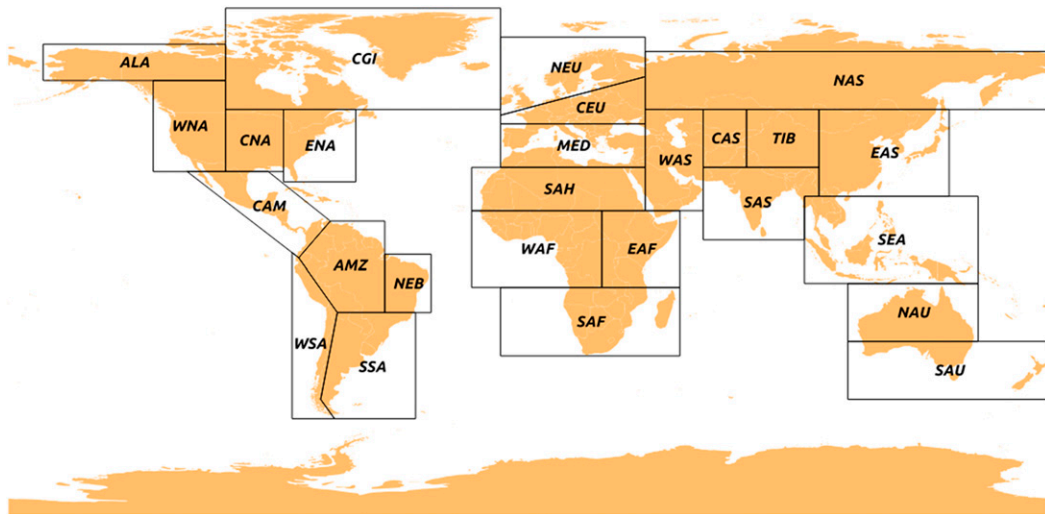 CGI
ALA
NEU
NAS
CEU
WNA
CNA
ENA
MED
CAS
TIB
EAS
WAS
SAH
SAS
CAM
WAF
EAF
SEA
AMZ
NEB
NAU
SAF
WSA
SSA
SAU